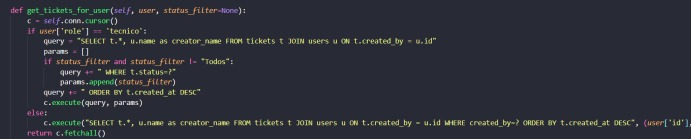 def get_tickets_for_user(self, user, status_filter=None):
    c = self.conn.cursor()
    if user['role'] == 'tecnico':
        query = "SELECT t.*, u.name as creator_name FROM tickets t JOIN users u ON t.created_by = u.id"
        params = []
        if status_filter and status_filter != "Todos":
            query += " WHERE t.status=?"
            params.append(status_filter)
        query += " ORDER BY t.created_at DESC"
        c.execute(query, params)
    else:
        c.execute("SELECT t.*, u.name as creator_name FROM tickets t JOIN users u ON t.created_by = u.id WHERE created_by=? ORDER BY t.created_at DESC", (user['id'],
    return c.fetchall()